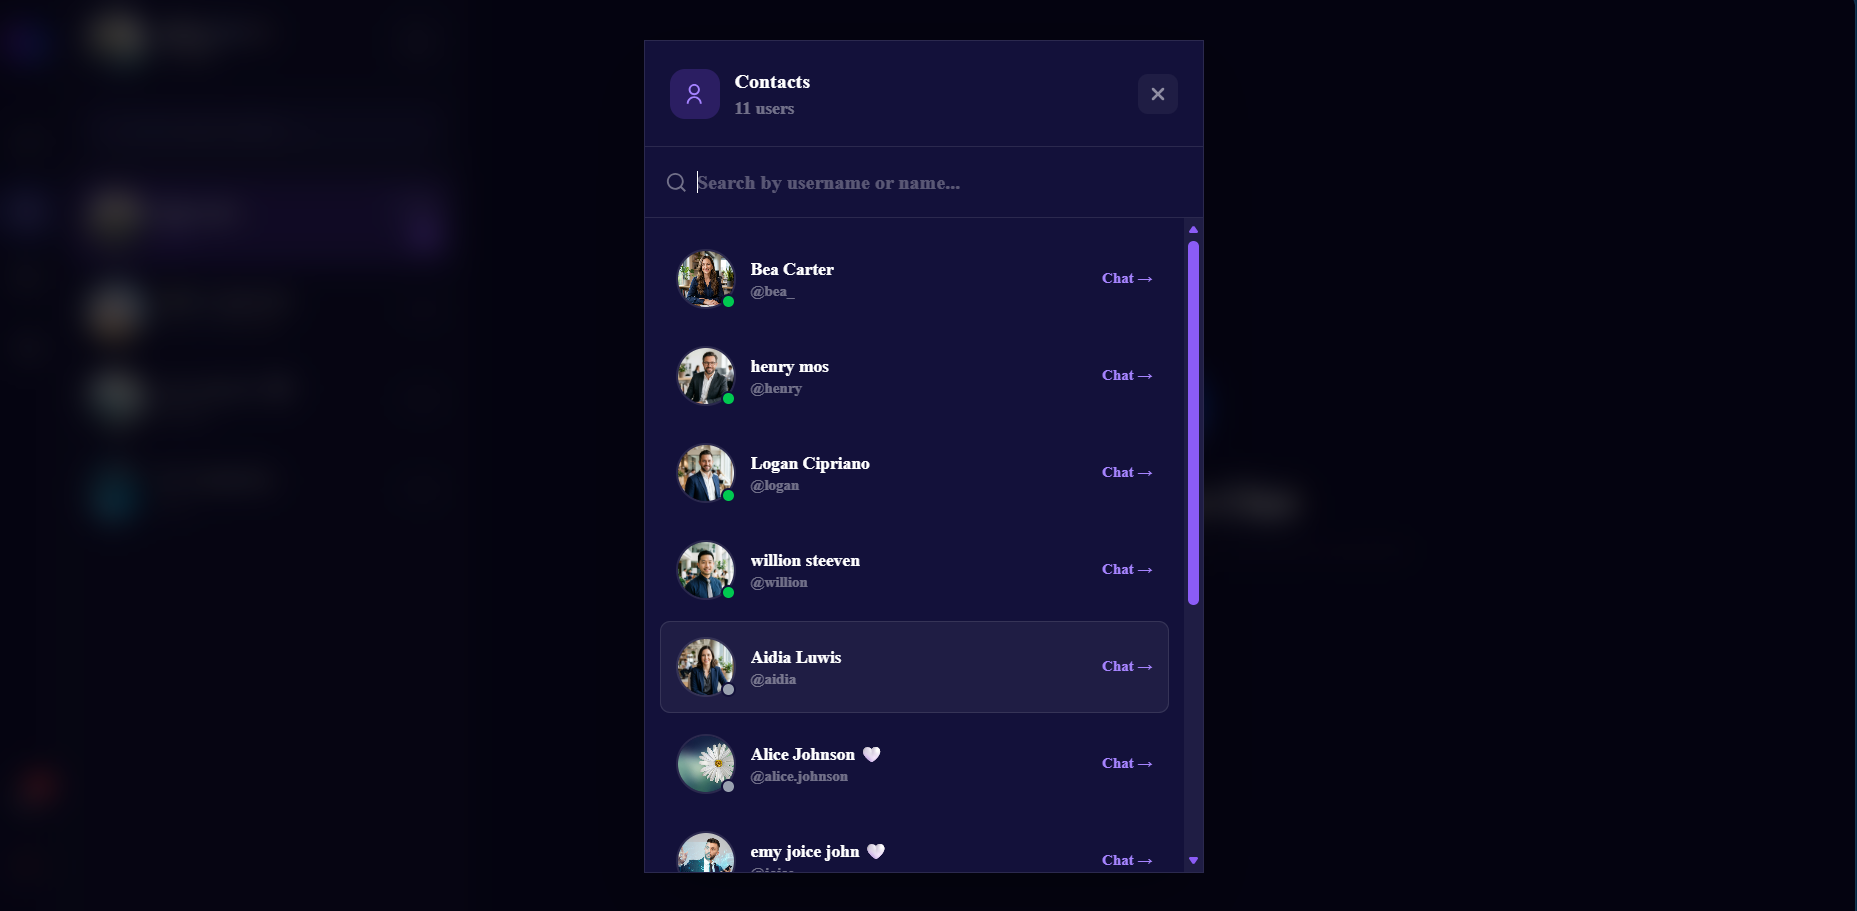 Contacts
11 users
Search by username or name...
Bea Carter
@bea_
Chat →
henry mos
@henry
Chat →
Logan Cipriano
@logan
Chat →
willion steeven
@willion
Chat →
Aidia Luwis
@aidia
Chat →
Alice Johnson 🤍
@alice.johnson
Chat →
emy joice john 🤍
Chat →